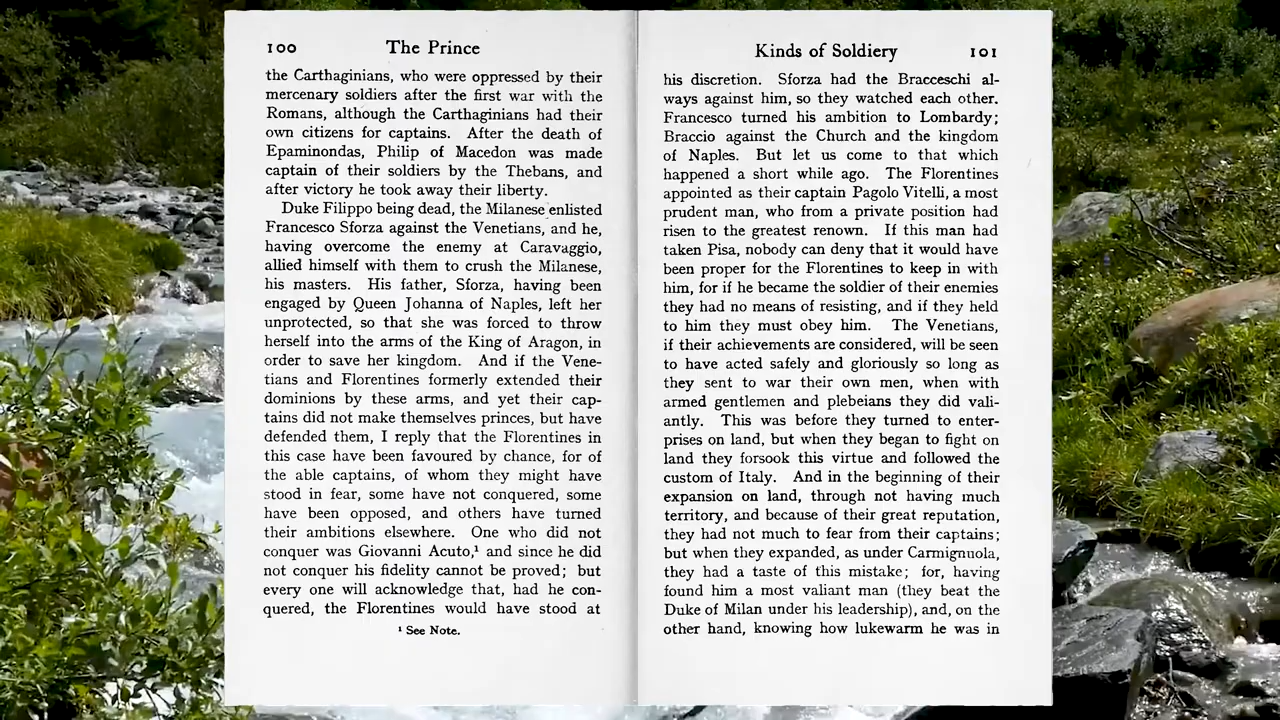 100 The Prince
the Carthaginians, who were oppressed by their
mercenary soldiers after the first war with the
Romans, although the Carthaginians had their
own citizens for captains. After the death of
Epaminondas, Philip of Macedon was made
captain of their soldiers by the Thebans, and
after victory he took away their liberty.
Duke Filippo being dead, the Milanese enlisted
Francesco Sforza against the Venetians, and he,
having overcome the enemy at Caravaggio,
allied himself with them to crush the Milanese,
his masters. His father, Sforza, having been
engaged by Queen Johanna of Naples, left her
unprotected, so that she was forced to throw
herself into the arms of the King of Aragon, in
order to save her kingdom. And if the Vene-
tians and Florentines formerly extended their
dominions by these arms, and yet their cap-
tains did not make themselves princes, but have
defended them, I reply that the Florentines in
this case have been favoured by chance, for of
the able captains, of whom they might have
stood in fear, some have not conquered, some
have been opposed, and others have turned
their ambitions elsewhere. One who did not
conquer was Giovanni Acuto,¹ and since he did
not conquer his fidelity cannot be proved; but
every one will acknowledge that, had he con-
quered, the Florentines would have stood at
¹ See Note.
Kinds of Soldiery 101
his discretion. Sforza had the Bracceschi al-
ways against him, so they watched each other.
Francesco turned his ambition to Lombardy;
Braccio against the Church and the kingdom
of Naples. But let us come to that which
happened a short while ago. The Florentines
appointed as their captain Pagolo Vitelli, a most
prudent man, who from a private position had
risen to the greatest renown. If this man had
taken Pisa, nobody can deny that it would have
been proper for the Florentines to keep in with
him, for if he became the soldier of their enemies
they had no means of resisting, and if they held
to him they must obey him. The Venetians,
if their achievements are considered, will be seen
to have acted safely and gloriously so long as
they sent to war their own men, when with
armed gentlemen and plebeians they did vali-
antly. This was before they turned to enter-
prises on land, but when they began to fight on
land they forsook this virtue and followed the
custom of Italy. And in the beginning of their
expansion on land, through not having much
territory, and because of their great reputation,
they had not much to fear from their captains;
but when they expanded, as under Carmignuola,
they had a taste of this mistake; for, having
found him a most valiant man (they beat the
Duke of Milan under his leadership), and, on the
other hand, knowing how lukewarm he was in